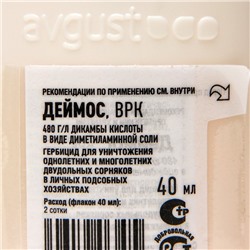 avgust
РЕКОМЕНДАЦИИ ПО ПРИМЕНЕНИЮ СМ. ВНУТРИ
ДЕЙМОС, ВРК
480 Г/Л ДИКАМБЫ КИСЛОТЫ
В ВИДЕ ДИМЕТИЛАМИННОЙ СОЛИ
ГЕРБИЦИД ДЛЯ УНИЧТОЖЕНИЯ
ОДНОЛЕТНИХ И МНОГОЛЕТНИХ
ДВУДОЛЬНЫХ СОРНЯКОВ
В ЛИЧНЫХ ПОДСОБНЫХ
ХОЗЯЙСТВАХ
40 МЛ
Расход (флакон 40 мл):
2 сотки
ДОБРОВОЛЬНАЯ